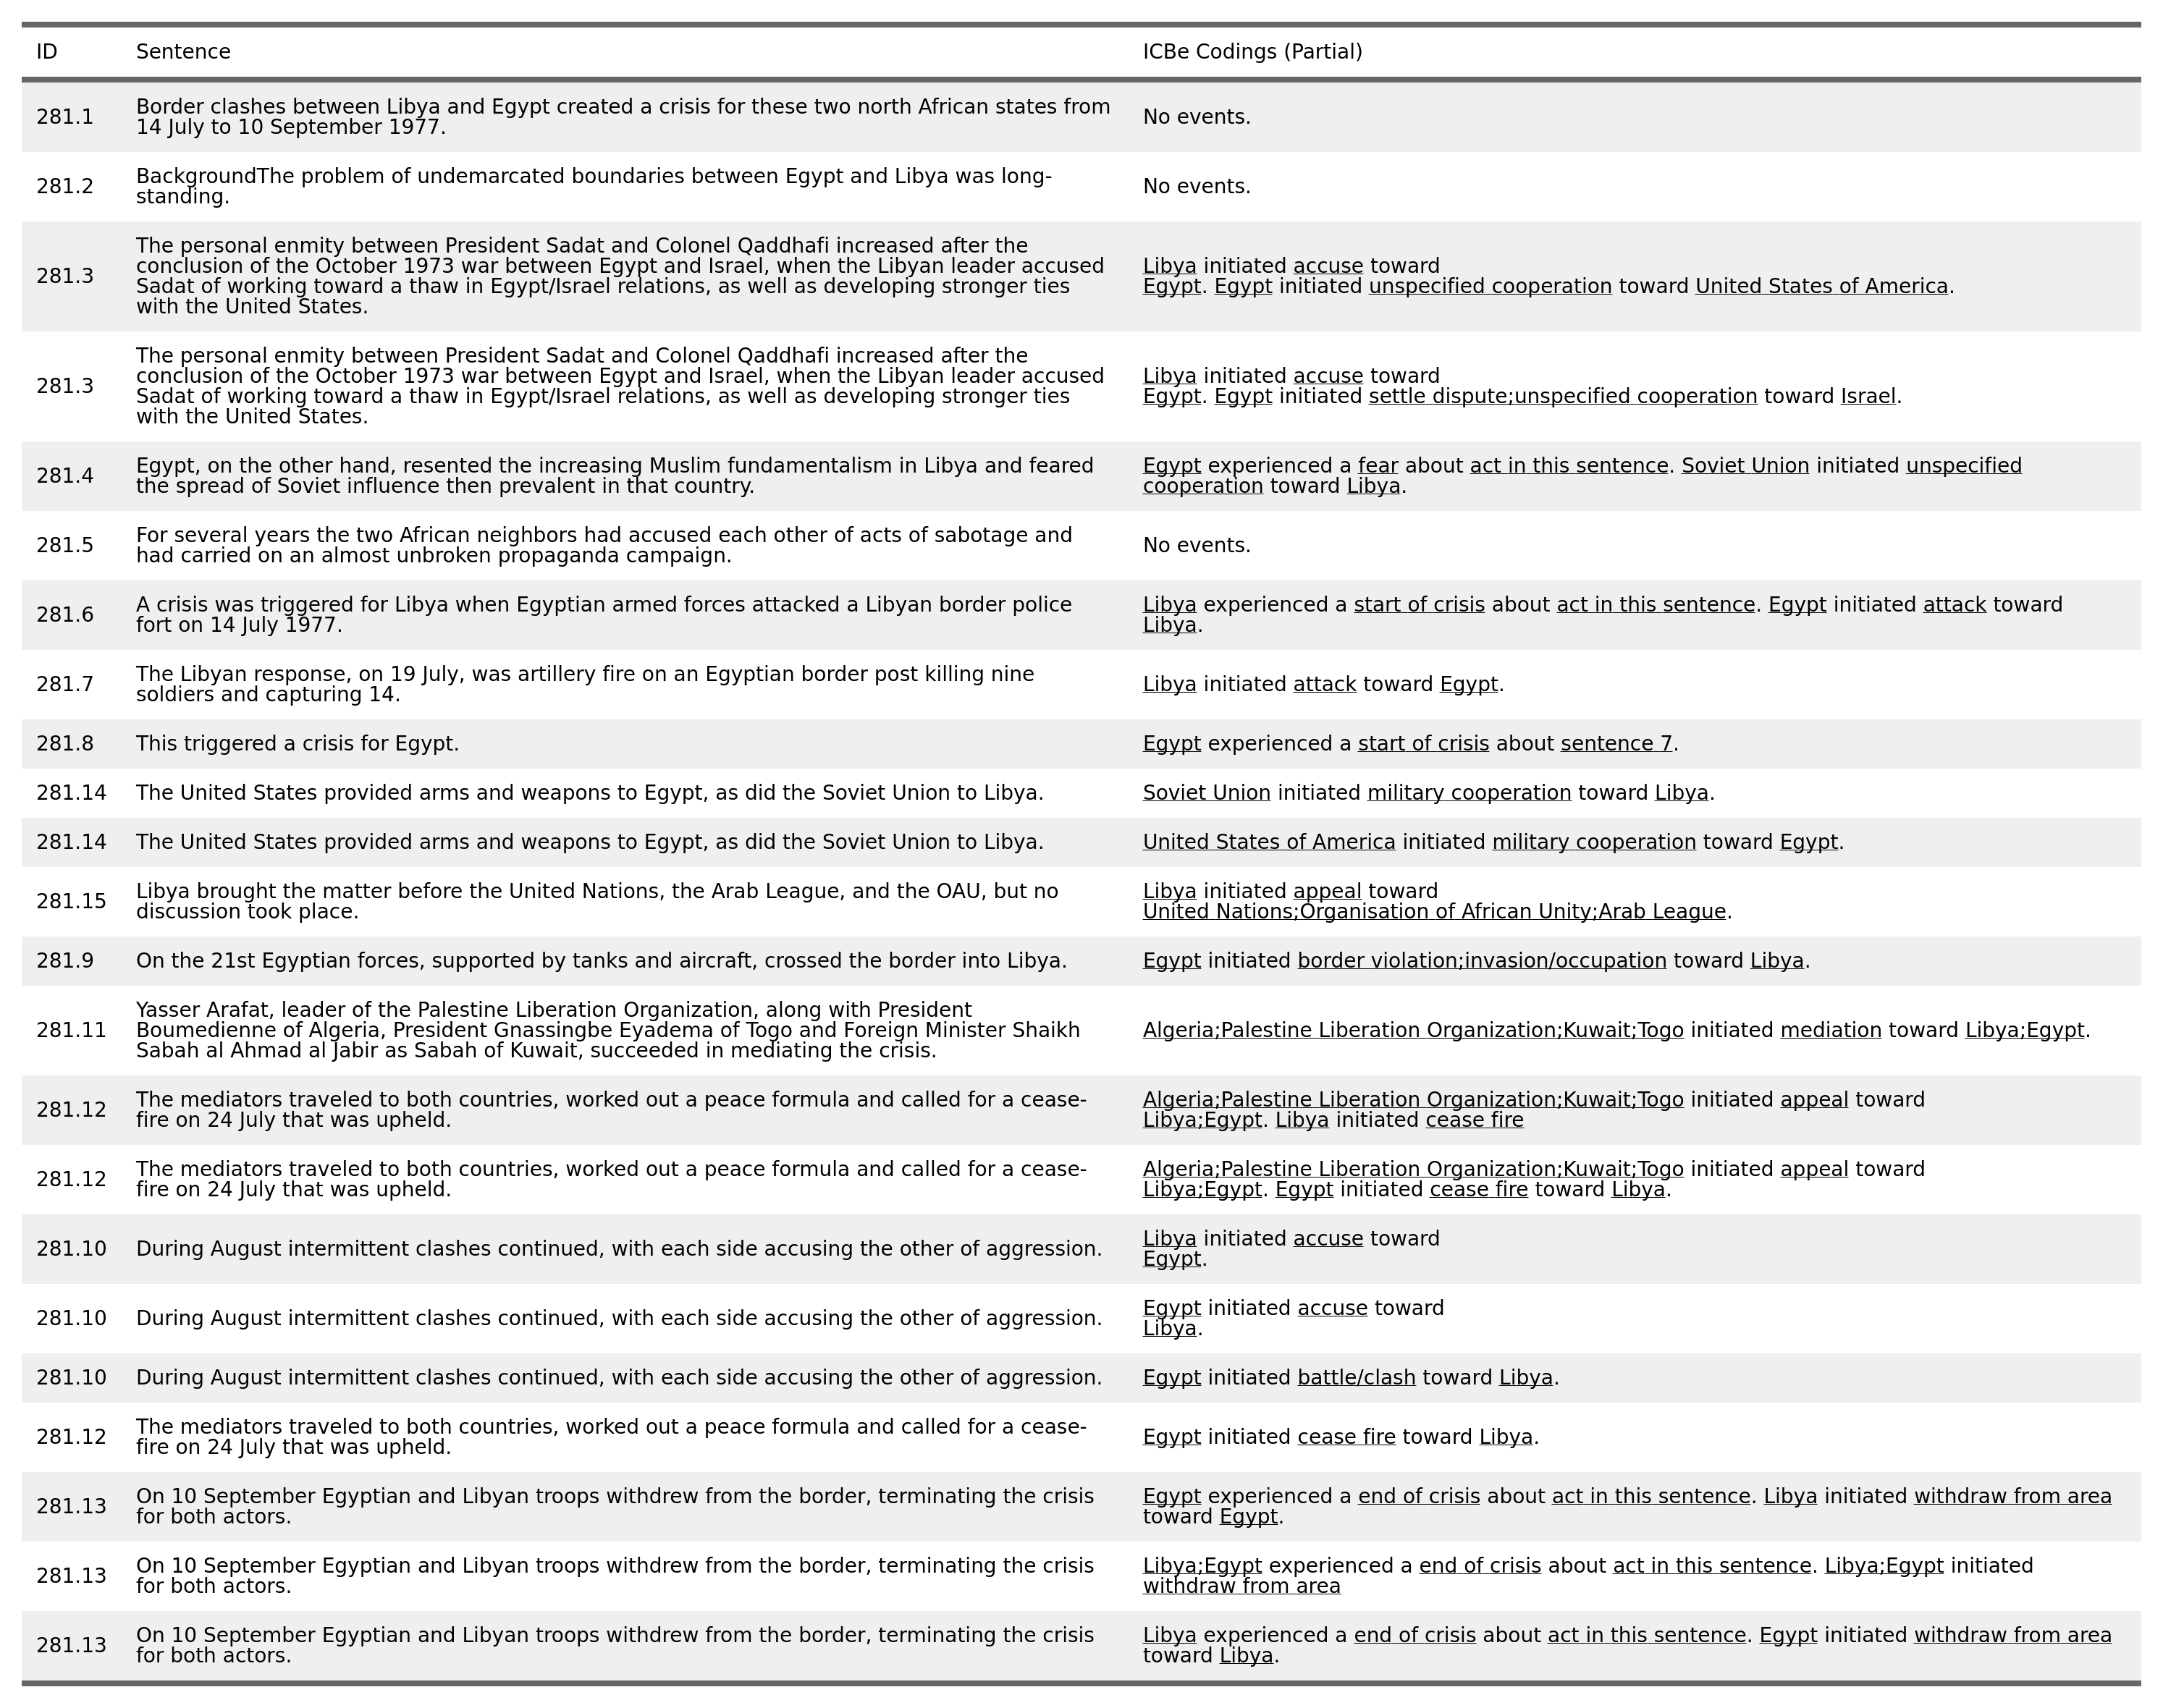 ID Sentence ICBe Codings (Partial)
281.1 Border clashes between Libya and Egypt created a crisis for these two north African states from
14 July to 10 September 1977. No events.
281.2 BackgroundThe problem of undemarcated boundaries between Egypt and Libya was long-
standing. No events.
281.3 The personal enmity between President Sadat and Colonel Qaddhafi increased after the
conclusion of the October 1973 war between Egypt and Israel, when the Libyan leader accused
Sadat of working toward a thaw in Egypt/Israel relations, as well as developing stronger ties
with the United States.
Libya initiated accuse toward
Egypt. Egypt initiated unspecified cooperation toward United States of America.
281.3 The personal enmity between President Sadat and Colonel Qaddhafi increased after the
conclusion of the October 1973 war between Egypt and Israel, when the Libyan leader accused
Sadat of working toward a thaw in Egypt/Israel relations, as well as developing stronger ties
with the United States.
Libya initiated accuse toward
Egypt. Egypt initiated settle dispute;unspecified cooperation toward Israel.
281.4 Egypt, on the other hand, resented the increasing Muslim fundamentalism in Libya and feared
the spread of Soviet influence then prevalent in that country.
Egypt experienced a fear about act in this sentence. Soviet Union initiated unspecified
cooperation toward Libya.
281.5 For several years the two African neighbors had accused each other of acts of sabotage and
had carried on an almost unbroken propaganda campaign.
No events.
281.6 A crisis was triggered for Libya when Egyptian armed forces attacked a Libyan border police
fort on 14 July 1977.
Libya experienced a start of crisis about act in this sentence. Egypt initiated attack toward
Libya.
281.7 The Libyan response, on 19 July, was artillery fire on an Egyptian border post killing nine
soldiers and capturing 14.
Libya initiated attack toward Egypt.
281.8 This triggered a crisis for Egypt. Egypt experienced a start of crisis about sentence 7.
281.14 The United States provided arms and weapons to Egypt, as did the Soviet Union to Libya. Soviet Union initiated military cooperation toward Libya.
281.14 The United States provided arms and weapons to Egypt, as did the Soviet Union to Libya. United States of America initiated military cooperation toward Egypt.
281.15 Libya brought the matter before the United Nations, the Arab League, and the OAU, but no
discussion took place.
Libya initiated appeal toward
United Nations;Organisation of African Unity;Arab League.
281.9 On the 21st Egyptian forces, supported by tanks and aircraft, crossed the border into Libya. Egypt initiated border violation;invasion/occupation toward Libya.
281.11 Yasser Arafat, leader of the Palestine Liberation Organization, along with President
Boumedienne of Algeria, President Gnassingbe Eyadema of Togo and Foreign Minister Shaikh
Sabah al Ahmad al Jabir as Sabah of Kuwait, succeeded in mediating the crisis.
Algeria;Palestine Liberation Organization;Kuwait;Togo initiated mediation toward Libya;Egypt.
281.12 The mediators traveled to both countries, worked out a peace formula and called for a cease-
fire on 24 July that was upheld.
Algeria;Palestine Liberation Organization;Kuwait;Togo initiated appeal toward
Libya;Egypt. Libya initiated cease fire
281.12 The mediators traveled to both countries, worked out a peace formula and called for a cease-
fire on 24 July that was upheld.
Algeria;Palestine Liberation Organization;Kuwait;Togo initiated appeal toward
Libya;Egypt. Egypt initiated cease fire toward Libya.
281.10 During August intermittent clashes continued, with each side accusing the other of aggression.
Libya initiated accuse toward
Egypt.
281.10 During August intermittent clashes continued, with each side accusing the other of aggression.
Egypt initiated accuse toward
Libya.
281.10 During August intermittent clashes continued, with each side accusing the other of aggression. Egypt initiated battle/clash toward Libya.
281.12 The mediators traveled to both countries, worked out a peace formula and called for a cease-
fire on 24 July that was upheld.
Egypt initiated cease fire toward Libya.
281.13 On 10 September Egyptian and Libyan troops withdrew from the border, terminating the crisis
for both actors.
Egypt experienced a end of crisis about act in this sentence. Libya initiated withdraw from area
toward Egypt.
281.13 On 10 September Egyptian and Libyan troops withdrew from the border, terminating the crisis
for both actors.
Libya;Egypt experienced a end of crisis about act in this sentence. Libya;Egypt initiated
withdraw from area
281.13 On 10 September Egyptian and Libyan troops withdrew from the border, terminating the crisis
for both actors.
Libya experienced a end of crisis about act in this sentence. Egypt initiated withdraw from area
toward Libya.